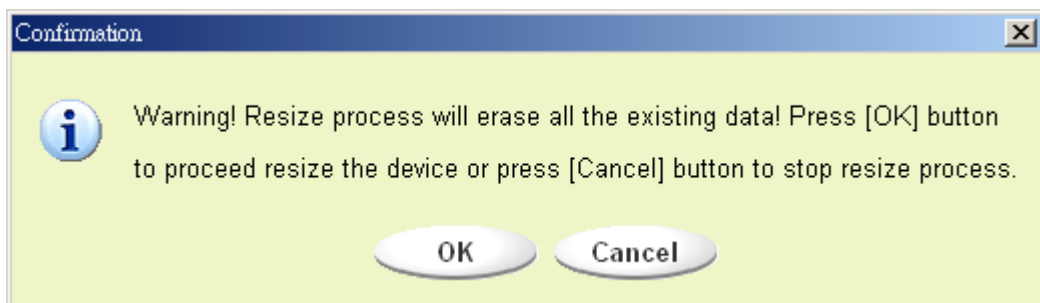 Confirmation
Warning! Resize process will erase all the existing data! Press [OK] button
to proceed resize the device or press [Cancel] button to stop resize process.
OK Cancel